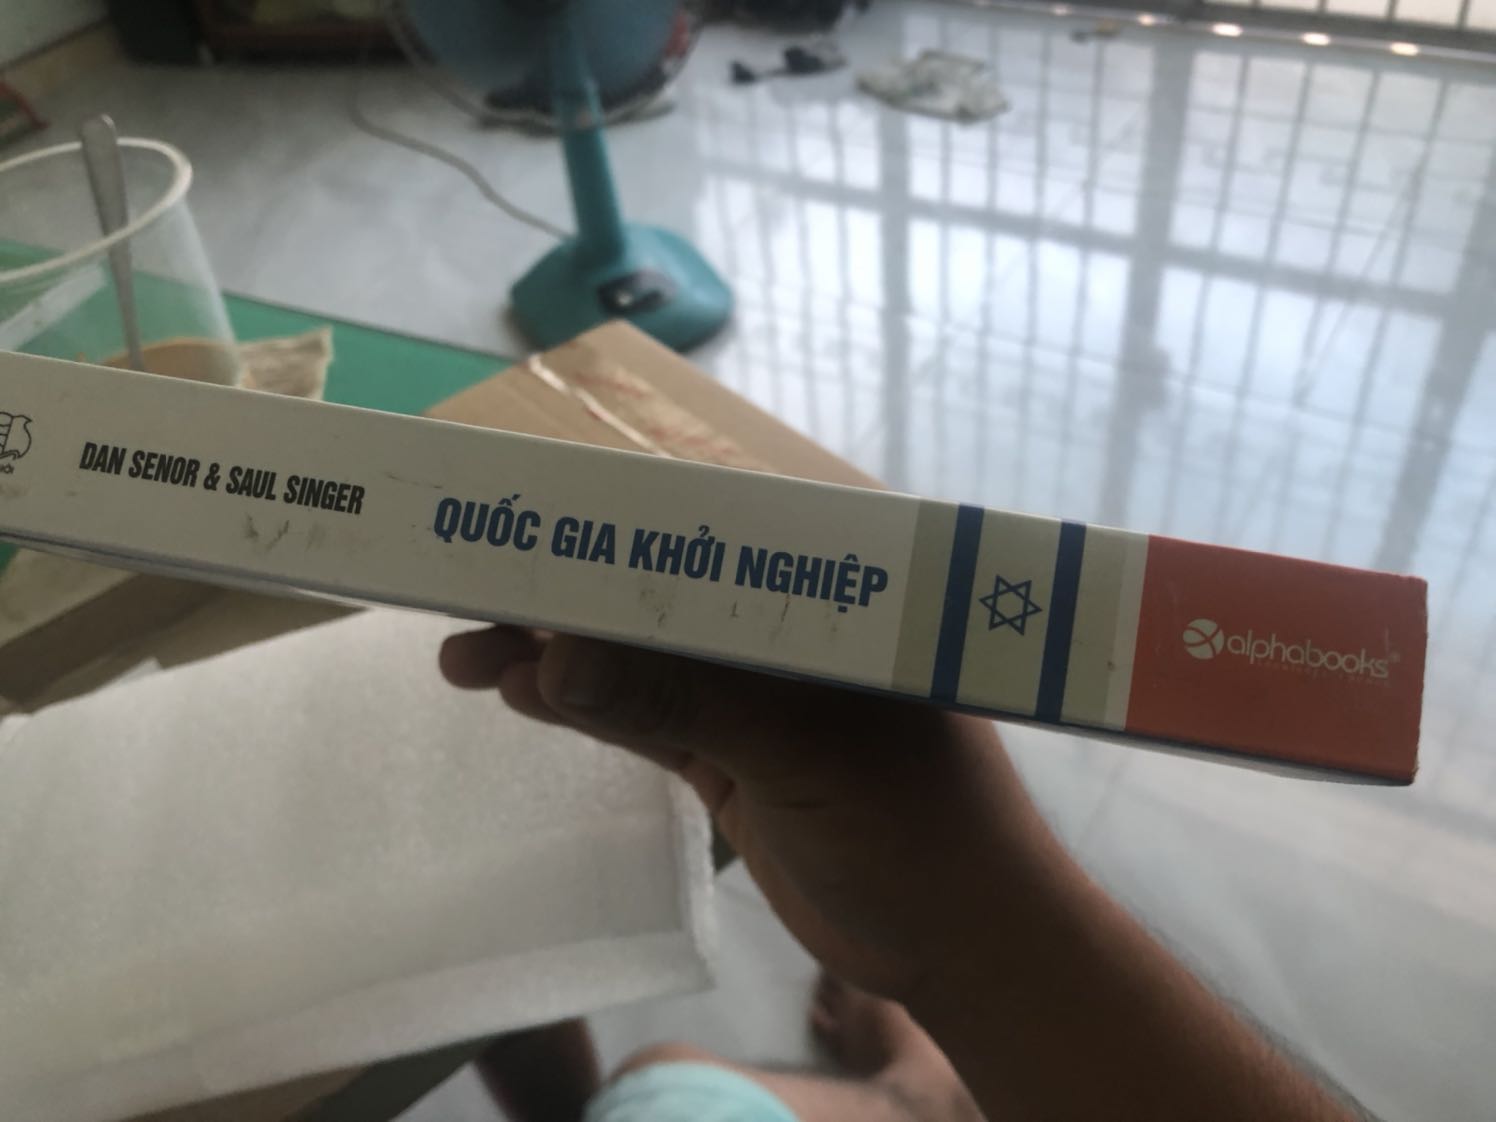 DAN SENOR & SAUL SINGER
QUỐC GIA KHỞI NGHIỆP
alphabooks®